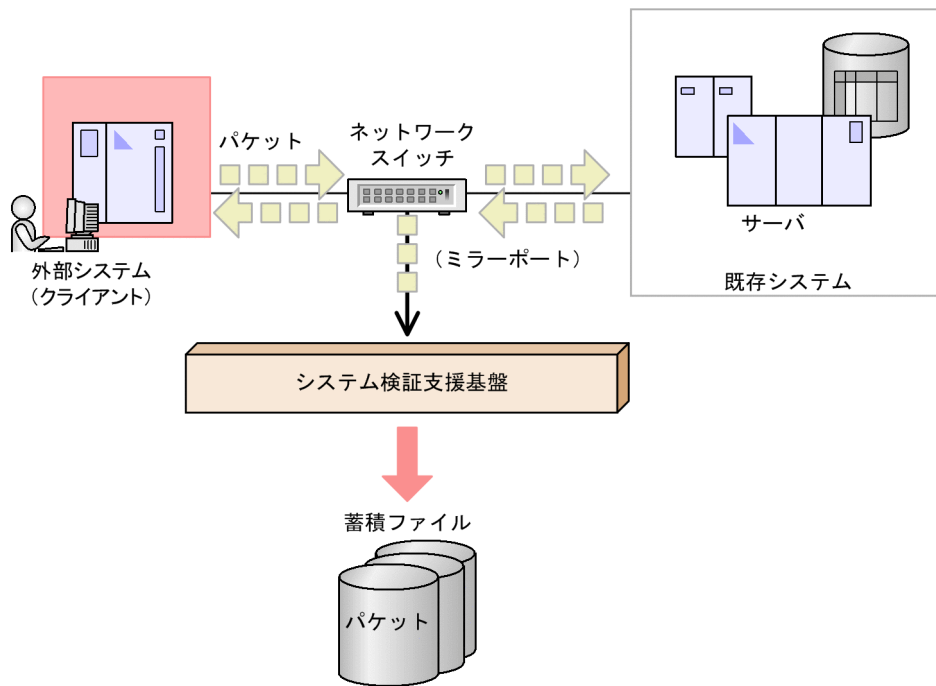 パケット
ネットワーク
スイッチ
サーバ
既存システム
外部システム
（クライアント）
（ミラーポート）
システム検証支援基盤
蓄積ファイル
パケット